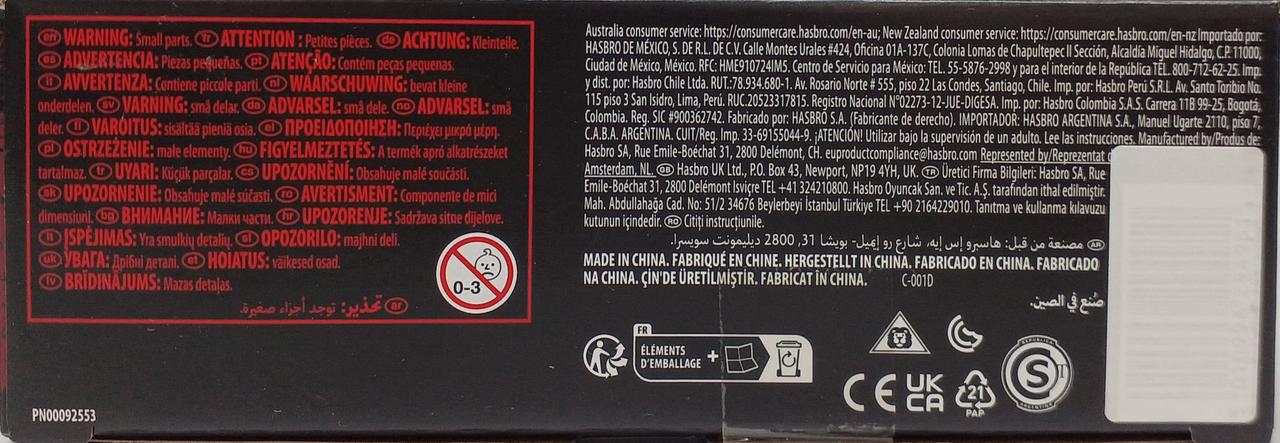 en WARNING: Small parts. fr ATTENTION : Petites pièces. de ACHTUNG: Kleinteile.
es ADVERTENCIA: Piezas pequeñas. pt ATENÇÃO: Contém peças pequenas.
it AVVERTENZA: Contiene piccole parti. nl WAARSCHUWING: bevat kleine
onderdelen. sv VARNING: små delar. da ADVARSEL: små dele. no ADVARSEL: små
deler. fi VAROITUS: sisältää pieniä osia. el ΠΡΟΕΙΔΟΠΟΙΗΣΗ: Περιέχει μικρά μέρη.
pl OSTRZEŻENIE: małe elementy. hu FIGYELMEZTETÉS: A termék apró alkatrészeket
tartalmaz. tr UYARI: Küçük parçalar. cs UPOZORNĚNÍ: Obsahuje malé součásti.
sk UPOZORNENIE: Obsahuje malé súčasti. ro AVERTISMENT: Componente de mici
dimensiuni. bg ВНИМАНИЕ: Малки части. hr UPOZORENJE: Sadržava sitne dijelove.
lt ĮSPĖJIMAS: Yra smulkių detalių. sl OPOZORILO: majhni deli.
uk УВАГА: Дрібні деталі. et HOIATUS: väikesed osad.
lv BRĪDINĀJUMS: Mazas detaļas.
ar تحذير: توجد أجزاء صغيرة.
0-3
PN00092553
Australia consumer service: https://consumercare.hasbro.com/en-au; New Zealand consumer service: https://consumercare.hasbro.com/en-nz Importado por:
HASBRO DE MÉXICO, S. DE R.L. DE C.V. Calle Montes Urales #424, Oficina 01A-137C, Colonia Lomas de Chapultepec II Sección, Alcaldía Miguel Hidalgo, C.P. 11000,
Ciudad de México, México. RFC: HME910724IM5. Centro de Servicio para México: TEL. 55-5876-2998 y para el interior de la República TEL. 800-712-62-25. Imp.
y dist. por: Hasbro Chile Ltda. RUT.:78.934.680-1. Av. Rosario Norte # 555, piso 22 Las Condes, Santiago, Chile. Imp. por: Hasbro Perú S.R.L. Av. Santo Toribio No.
115 piso 3 San Isidro, Lima, Perú. RUC.20523317815. Registro Nacional N°02273-12-JUE-DIGESA. Imp. por: Hasbro Colombia S.A.S. Carrera 11B 99-25, Bogotá,
Colombia. Reg. SIC #900362742. Fabricado por: HASBRO S.A. (Fabricante de derecho). IMPORTADOR: HASBRO ARGENTINA S.A., Manuel Ugarte 2110, piso 7,
C.A.B.A. ARGENTINA. CUIT/Reg. Imp. 33-69155044-9. ¡ATENCIÓN! Utilizar bajo la supervisión de un adulto. Lee las instrucciones. Manufactured by/Produs de:
Hasbro SA, Rue Emile-Boéchat 31, 2800 Delémont, CH. euproductcompliance@hasbro.com Represented by/Reprezentat
Amsterdam, NL. GB Hasbro UK Ltd., P.O. Box 43, Newport, NP19 4YH, UK. TR Üretici Firma Bilgileri: Hasbro SA, Rue
Emile-Boéchat 31, 2800 Delémont İsviçre TEL +41 324210800. Hasbro Oyuncak San. ve Tic. A.Ş. tarafından ithal edilmiştir.
Mah. Abdullahağa Cad. No: 51/2 34676 Beylerbeyi İstanbul Türkiye TEL +90 2164229010. Tanıtma ve kullanma kılavuzu
kutunun içindedir. RO Citiți instrucțiunile.
AR مصنعة من قبل: هاسبرو إس إيه، شارع رو إيميل- بويشا 31, 2800 ديليمونت سويسرا.
MADE IN CHINA. FABRIQUÉ EN CHINE. HERGESTELLT IN CHINA. FABRICADO EN CHINA. FABRICADO
NA CHINA. ÇİN'DE ÜRETİLMİŞTİR. FABRICAT ÎN CHINA. C-001D
صُنع في الصين.
FR
ÉLÉMENTS
D'EMBALLAGE +
CE UK
CA
21
PAP
REPUBLICA
S
ARGENTINA